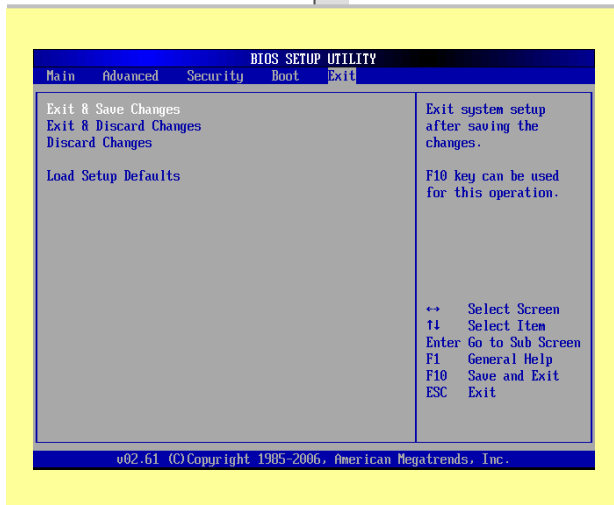 BIOS SETUP UTILITY
Main Advanced Security Boot Exit
Exit & Save Changes
Exit & Discard Changes
Discard Changes
Load Setup Defaults
Exit system setup
after saving the
changes.
F10 key can be used
for this operation.
↔ Select Screen
↑↓ Select Item
Enter Go to Sub Screen
F1 General Help
F10 Save and Exit
ESC Exit
v02.61 (C)Copyright 1985-2006, American Megatrends, Inc.